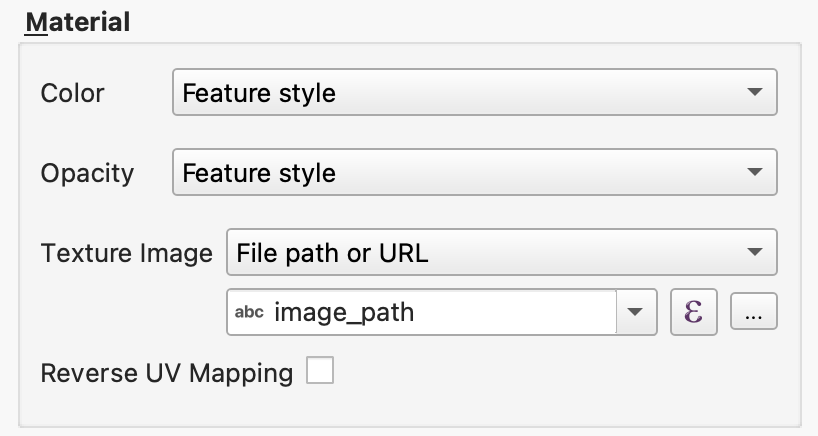 Material
Color Feature style
Opacity Feature style
Texture Image File path or URL
abc image_path ε ...
Reverse UV Mapping